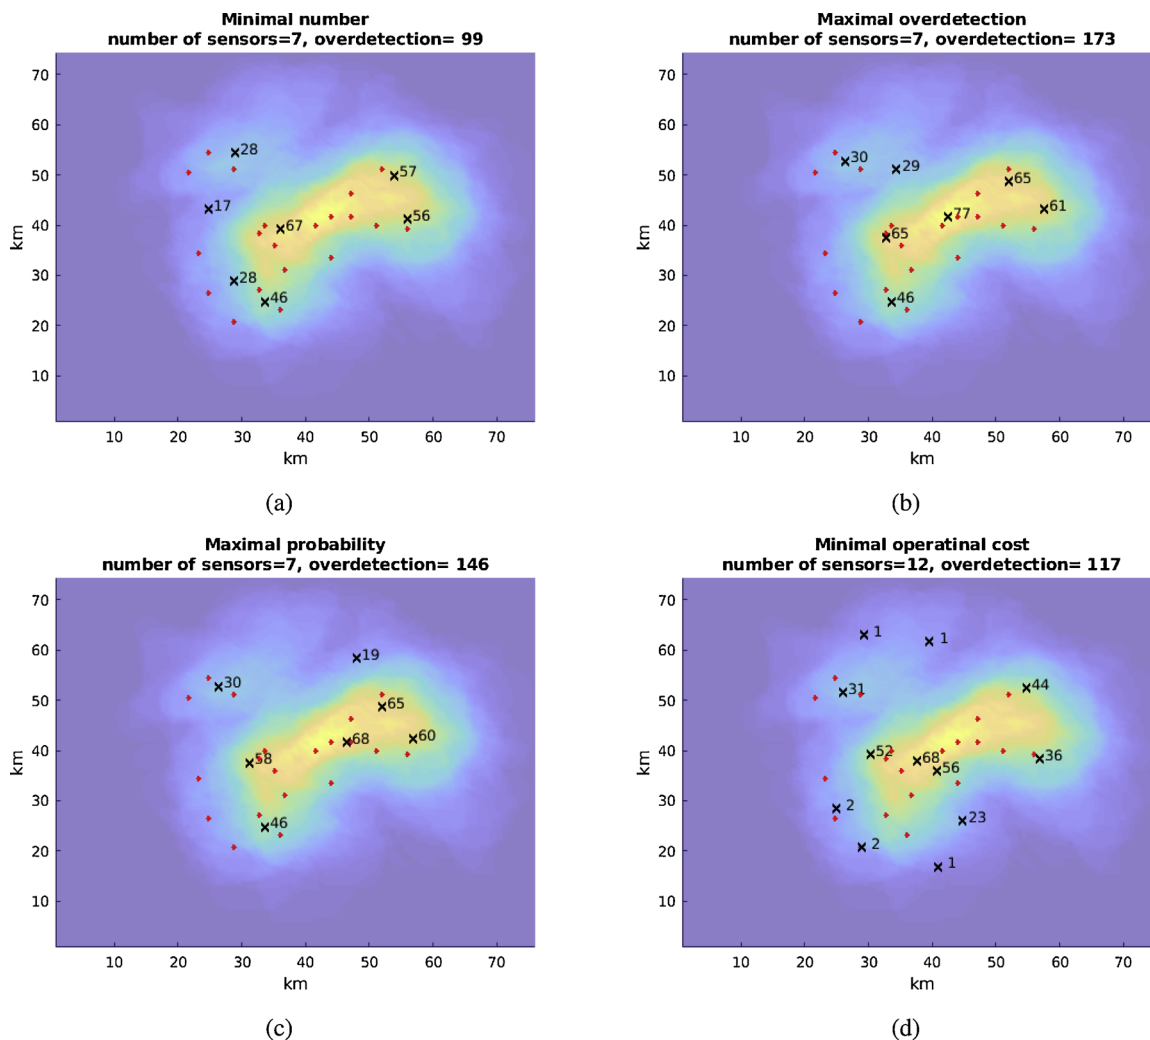 Minimal number
number of sensors=7, overdetection= 99
70
60
50
40
30
20
10
km
28
57
17
56
67
28
46
10 20 30 40 50 60 70
km
(a)
Maximal overdetection
number of sensors=7, overdetection= 173
70
60
50
40
30
20
10
km
30
29
65
61
77
65
46
10 20 30 40 50 60 70
km
(b)
Maximal probability
number of sensors=7, overdetection= 146
70
60
50
40
30
20
10
km
19
30
65
60
68
58
46
10 20 30 40 50 60 70
km
(c)
Minimal operatinal cost
number of sensors=12, overdetection= 117
70
60
50
40
30
20
10
km
1
1
31
44
52
68
36
56
2
23
2
1
10 20 30 40 50 60 70
km
(d)